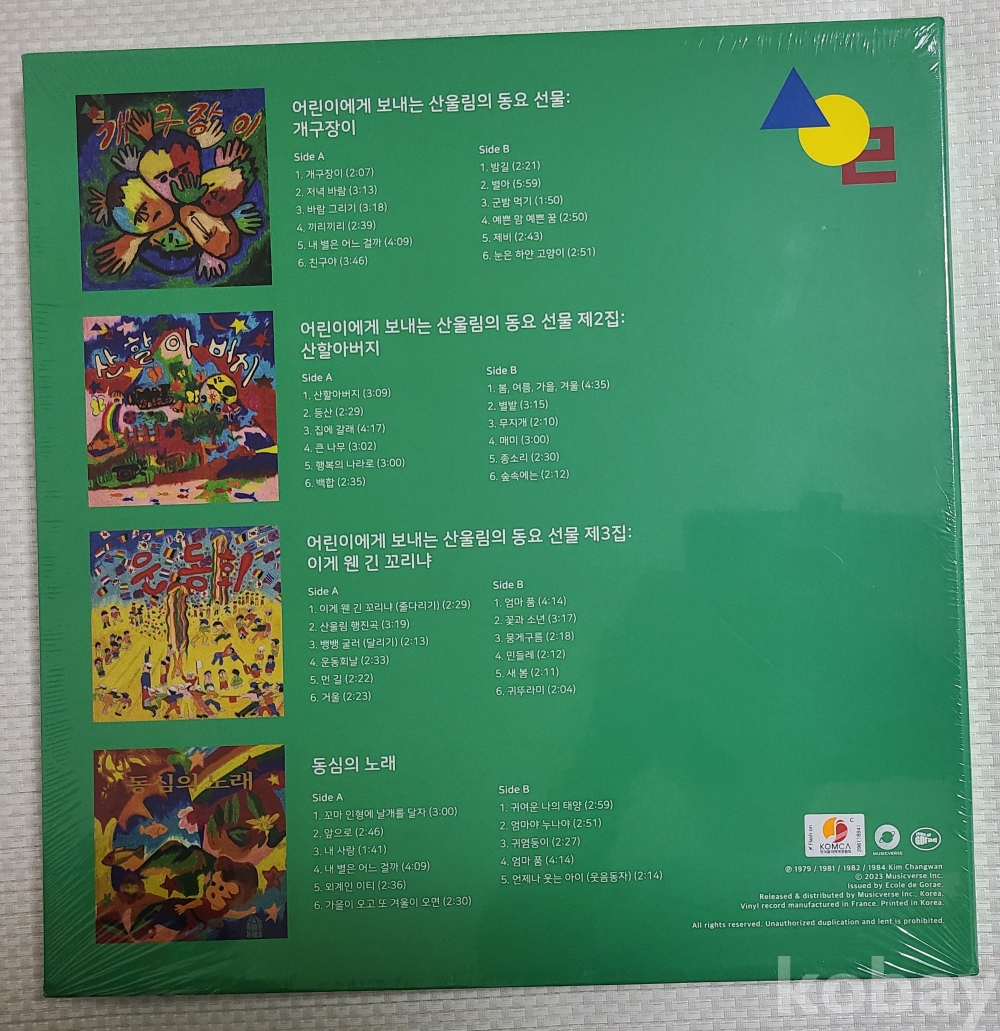 개구장이
어린이에게 보내는 산울림의 동요 선물:
개구장이
Side A
1. 개구장이 (2:07)
2. 저녁 바람 (3:13)
3. 바람 그리기 (3:18)
4. 끼리끼리 (2:39)
5. 내 별은 어느 걸까 (4:09)
6. 친구야 (3:46)
Side B
1. 밤길 (2:21)
2. 별아 (5:59)
3. 군밤 먹기 (1:50)
4. 예쁜 맘 예쁜 꿈 (2:50)
5. 제비 (2:43)
6. 눈은 하얀 고양이 (2:51)
산할아버지
어린이에게 보내는 산울림의 동요 선물 제2집:
산할아버지
Side A
1. 산할아버지 (3:09)
2. 등산 (2:29)
3. 집에 갈래 (4:17)
4. 큰 나무 (3:02)
5. 행복의 나라로 (3:00)
6. 백합 (2:35)
Side B
1. 봄, 여름, 가을, 겨울 (4:35)
2. 별밭 (3:15)
3. 무지개 (2:10)
4. 매미 (3:00)
5. 종소리 (2:30)
6. 숲속에는 (2:12)
운동회
어린이에게 보내는 산울림의 동요 선물 제3집:
이게 웬 긴 꼬리냐
Side A
1. 이게 웬 긴 꼬리냐 (줄다리기) (2:29)
2. 산울림 행진곡 (3:19)
3. 뱅뱅 굴러 (달리기) (2:13)
4. 운동회날 (2:33)
5. 먼 길 (2:22)
6. 거울 (2:23)
Side B
1. 엄마 품 (4:14)
2. 꽃과 소년 (3:17)
3. 뭉게구름 (2:18)
4. 민들레 (2:12)
5. 새 봄 (2:11)
6. 귀뚜라미 (2:04)
동심의 노래
동심의 노래
Side A
1. 꼬마 인형에 날개를 달자 (3:00)
2. 앞으로 (2:46)
3. 내 사랑 (1:41)
4. 내 별은 어느 걸까 (4:09)
5. 외계인 이티 (2:36)
6. 가을이 오고 또 겨울이 오면 (2:30)
Side B
1. 귀여운 나의 태양 (2:59)
2. 엄마야 누나야 (2:51)
3. 귀염둥이 (2:27)
4. 엄마 품 (4:14)
5. 언제나 웃는 아이 (웃음동자) (2:14)
KOMCA
MUSICVERSE
℗ 1979 / 1981 / 1982 / 1984 Kim Changwan
© 2023 Musicverse Inc.
Issued by Ecole de Gorae.
Released & distributed by Musicverse Inc., Korea.
Vinyl record manufactured in France. Printed in Korea.
All rights reserved. Unauthorized duplication and lent is prohibited.
kobay